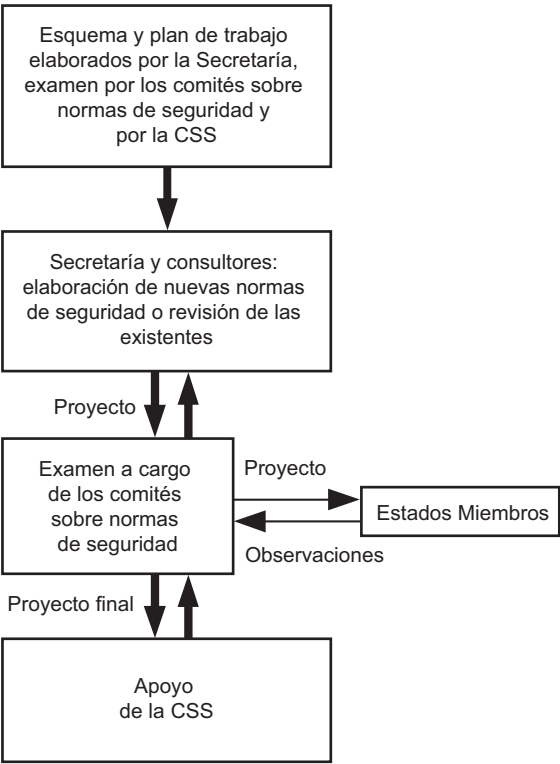 Esquema y plan de trabajo
elaborados por la Secretaría,
examen por los comités sobre
normas de seguridad y
por la CSS
Secretaría y consultores:
elaboración de nuevas normas
de seguridad o revisión de las
existentes
Proyecto
Examen a cargo
de los comités
sobre normas
de seguridad
Proyecto
Estados Miembros
Observaciones
Proyecto final
Apoyo
de la CSS